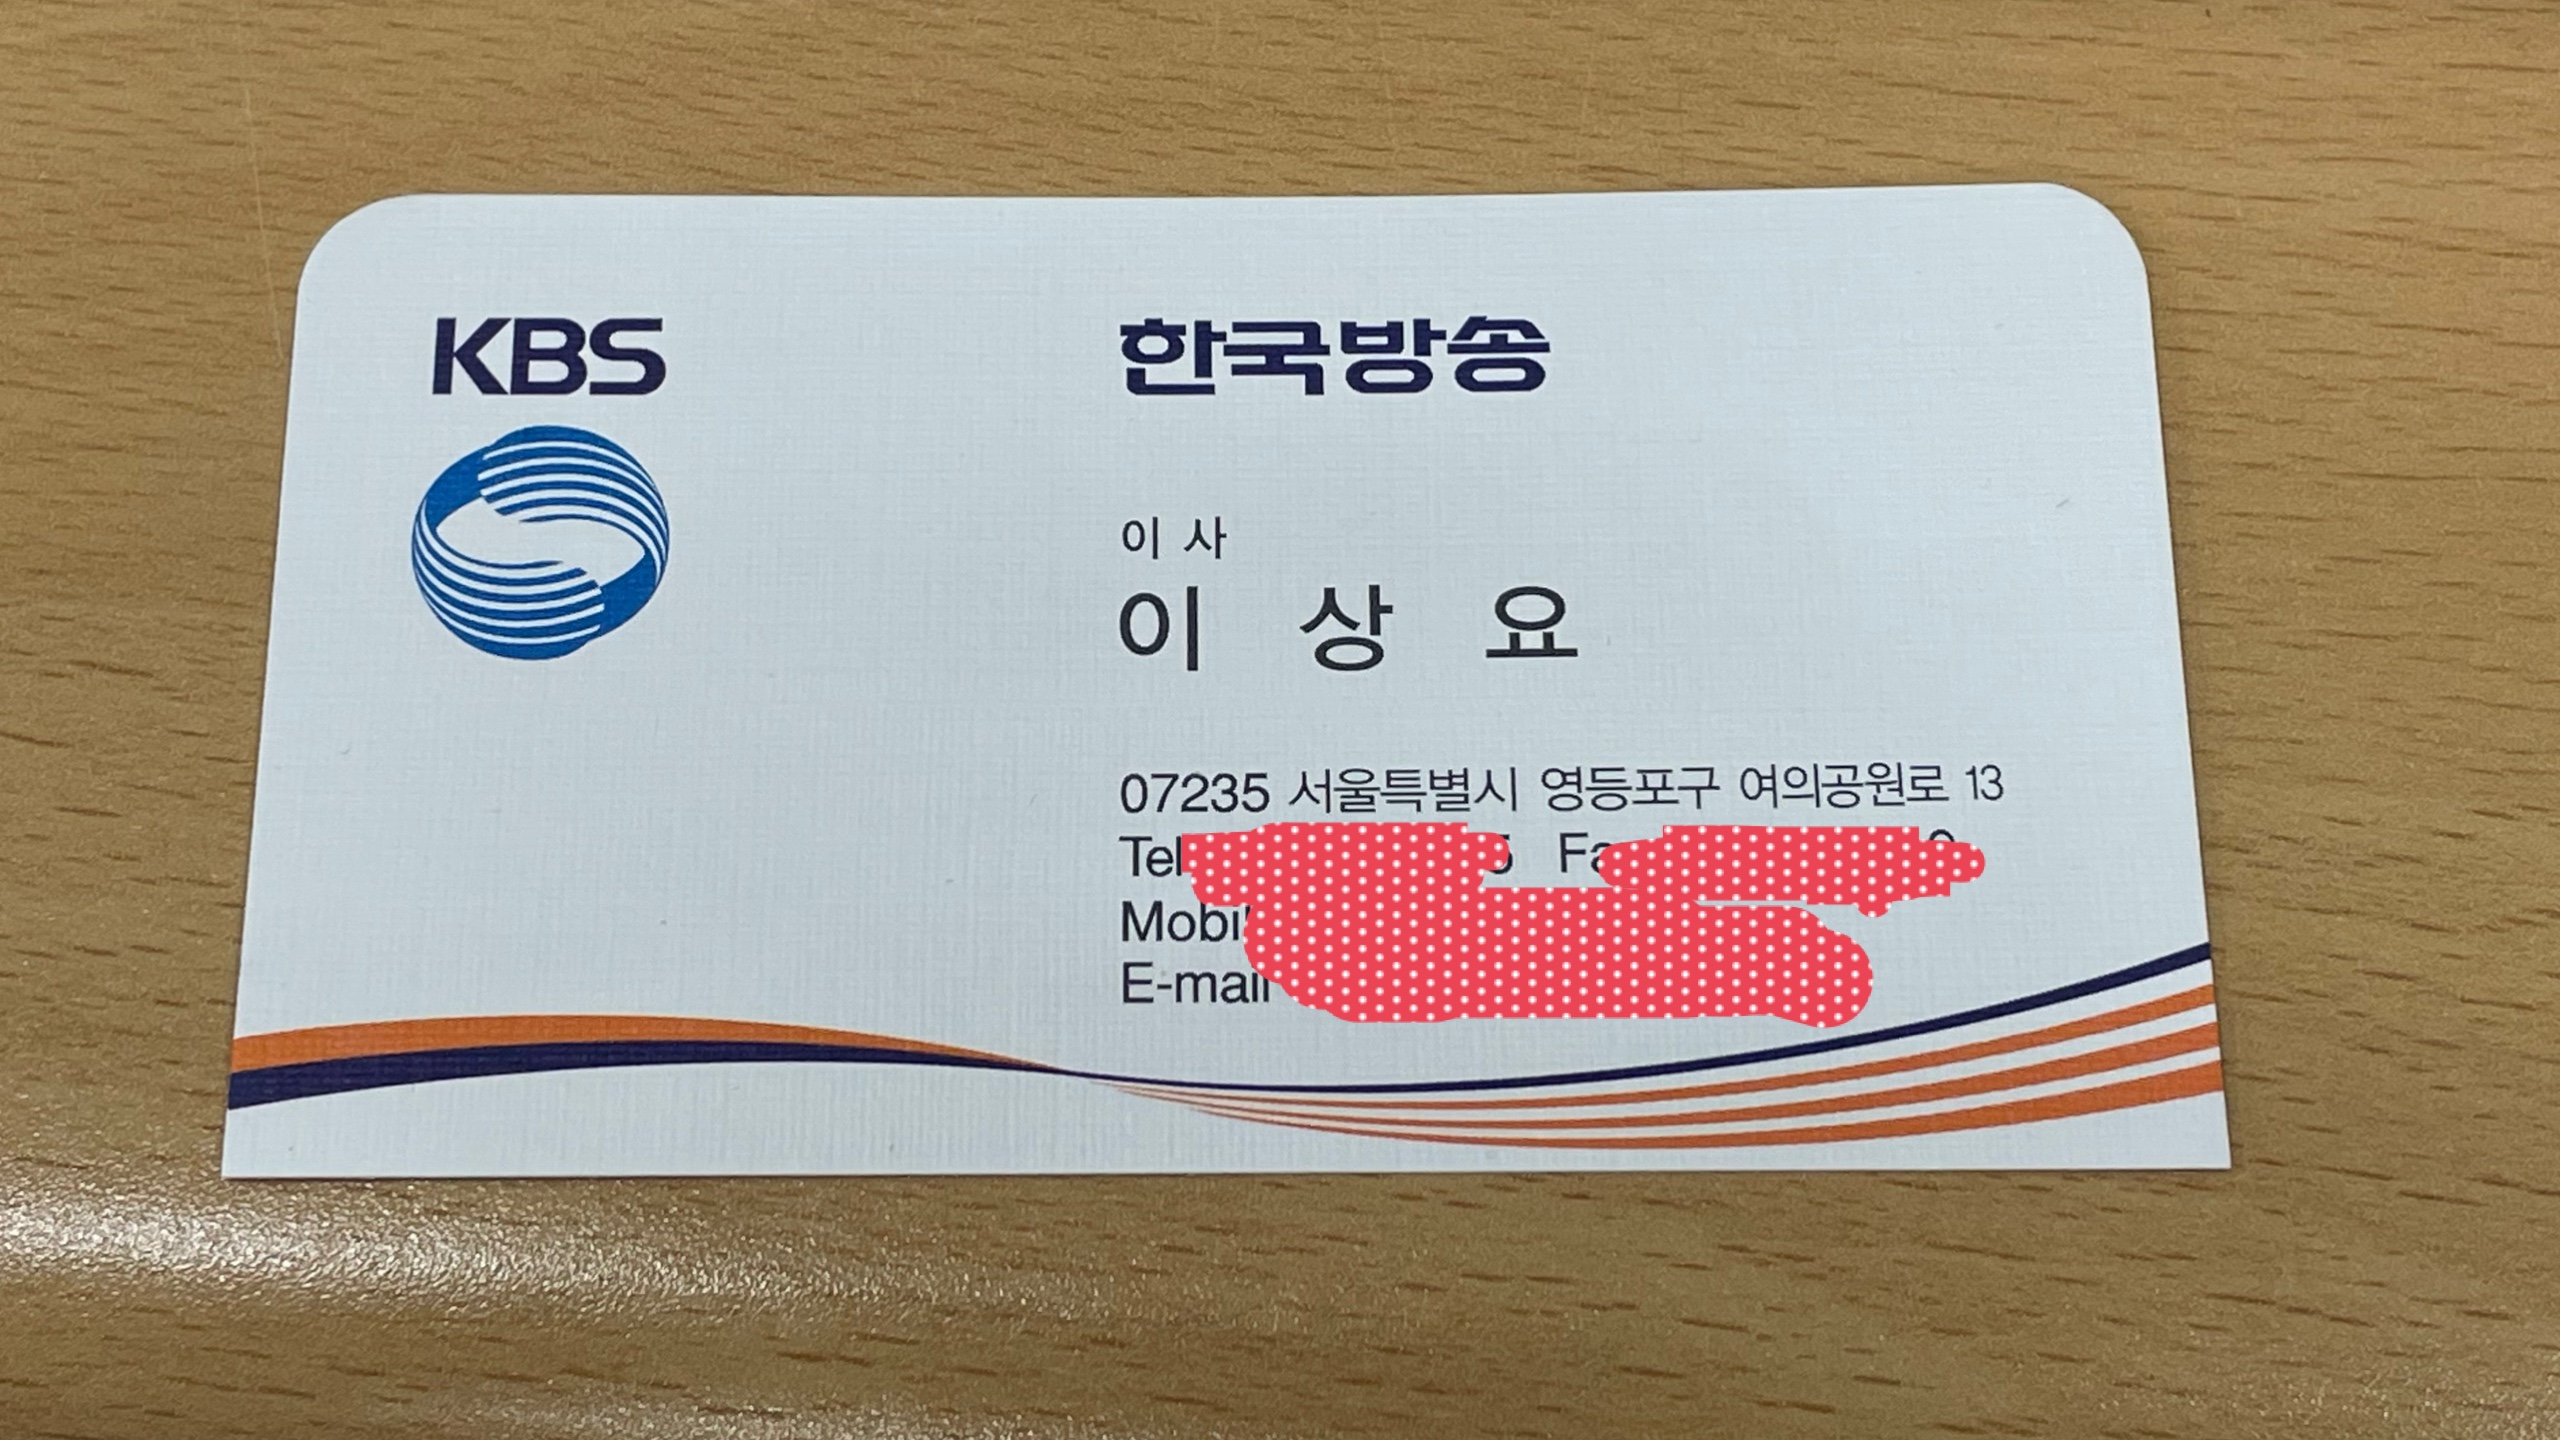 KBS
한국방송
이 사
이 상 요
07235 서울특별시 영등포구 여의공원로 13
Tel
E-mail